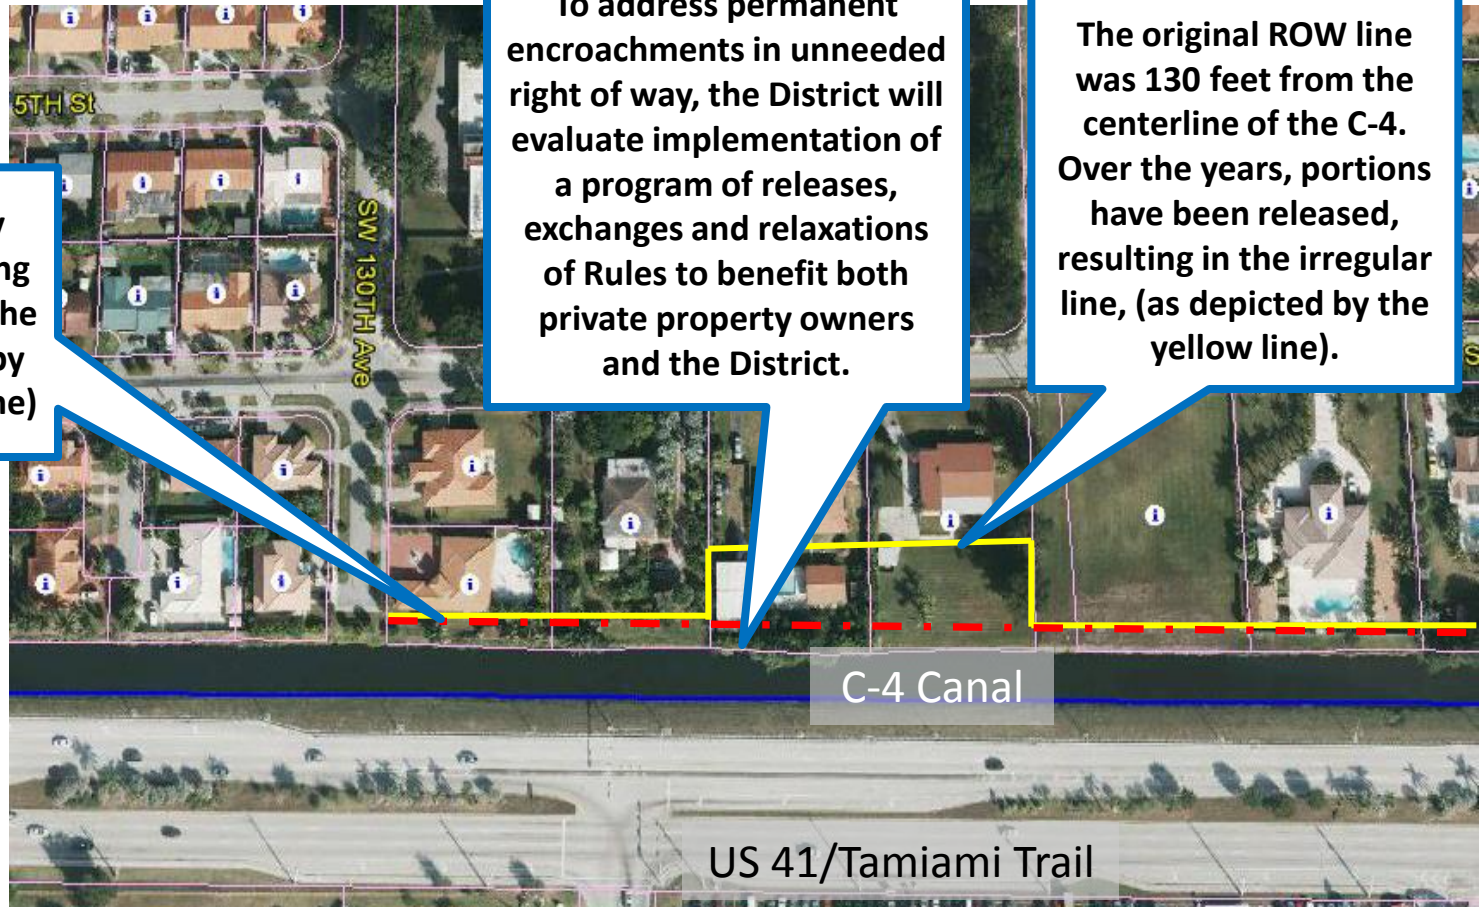 To address permanent
encroachments in unneeded
right of way, the District will
evaluate implementation of
a program of releases,
exchanges and relaxations
of Rules to benefit both
private property owners
and the District.
The original ROW line
was 130 feet from the
centerline of the C-4.
Over the years, portions
have been released,
resulting in the irregular
line, (as depicted by the
yellow line).
5TH St
SW 130TH Ave
C-4 Canal
US 41/Tamiami Trail